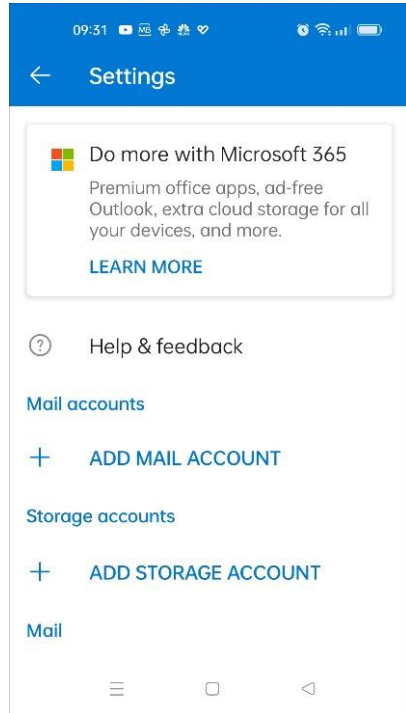 09:31
Settings
Do more with Microsoft 365
Premium office apps, ad-free
Outlook, extra cloud storage for all
your devices, and more.
LEARN MORE
Help & feedback
Mail accounts
ADD MAIL ACCOUNT
Storage accounts
ADD STORAGE ACCOUNT
Mail